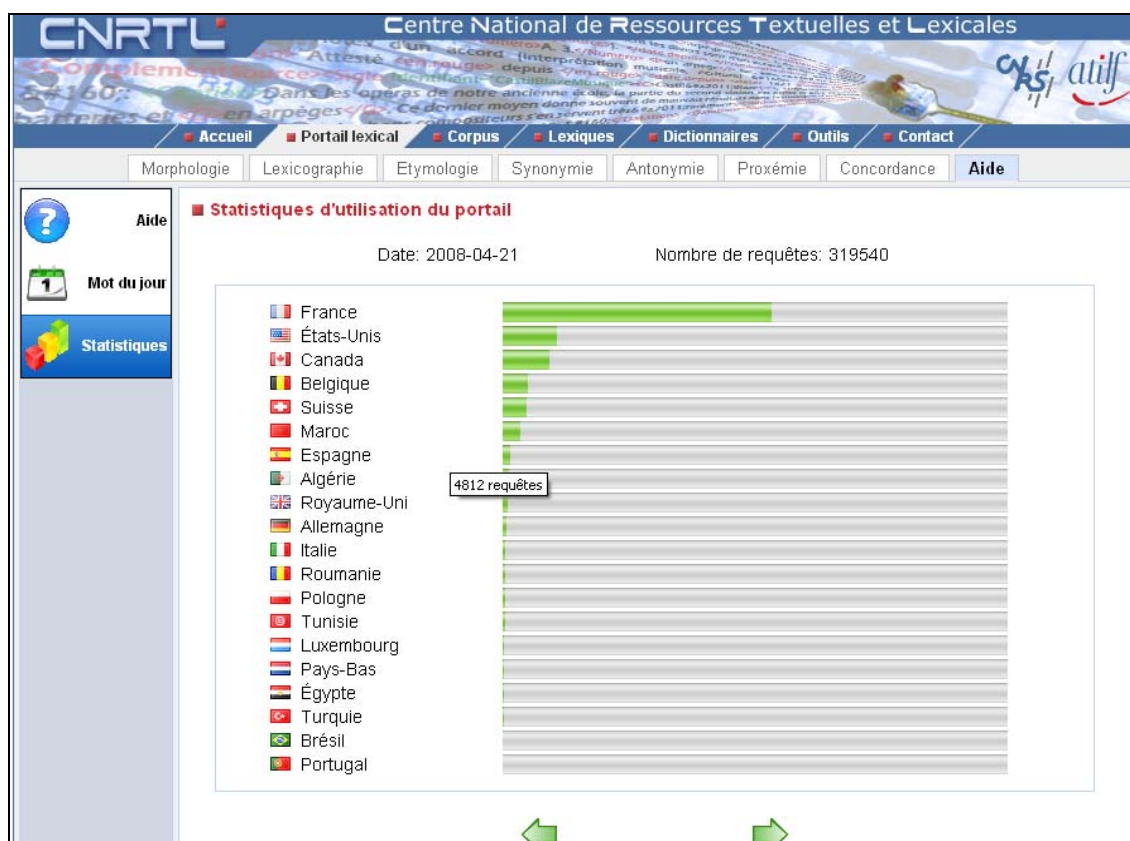 CNRTL
Centre National de Ressources Textuelles et Lexicales
Accueil Portail lexical Corpus Lexiques Dictionnaires Outils Contact
Morphologie Lexicographie Etymologie Synonymie Antonymie Proxémie Concordance Aide
Aide
Mot du jour
Statistiques
Statistiques d'utilisation du portail
Date: 2008-04-21 Nombre de requêtes: 319540
France
États-Unis
Canada
Belgique
Suisse
Maroc
Espagne
Algérie
4812 requêtes
Royaume-Uni
Allemagne
Italie
Roumanie
Pologne
Tunisie
Luxembourg
Pays-Bas
Égypte
Turquie
Brésil
Portugal